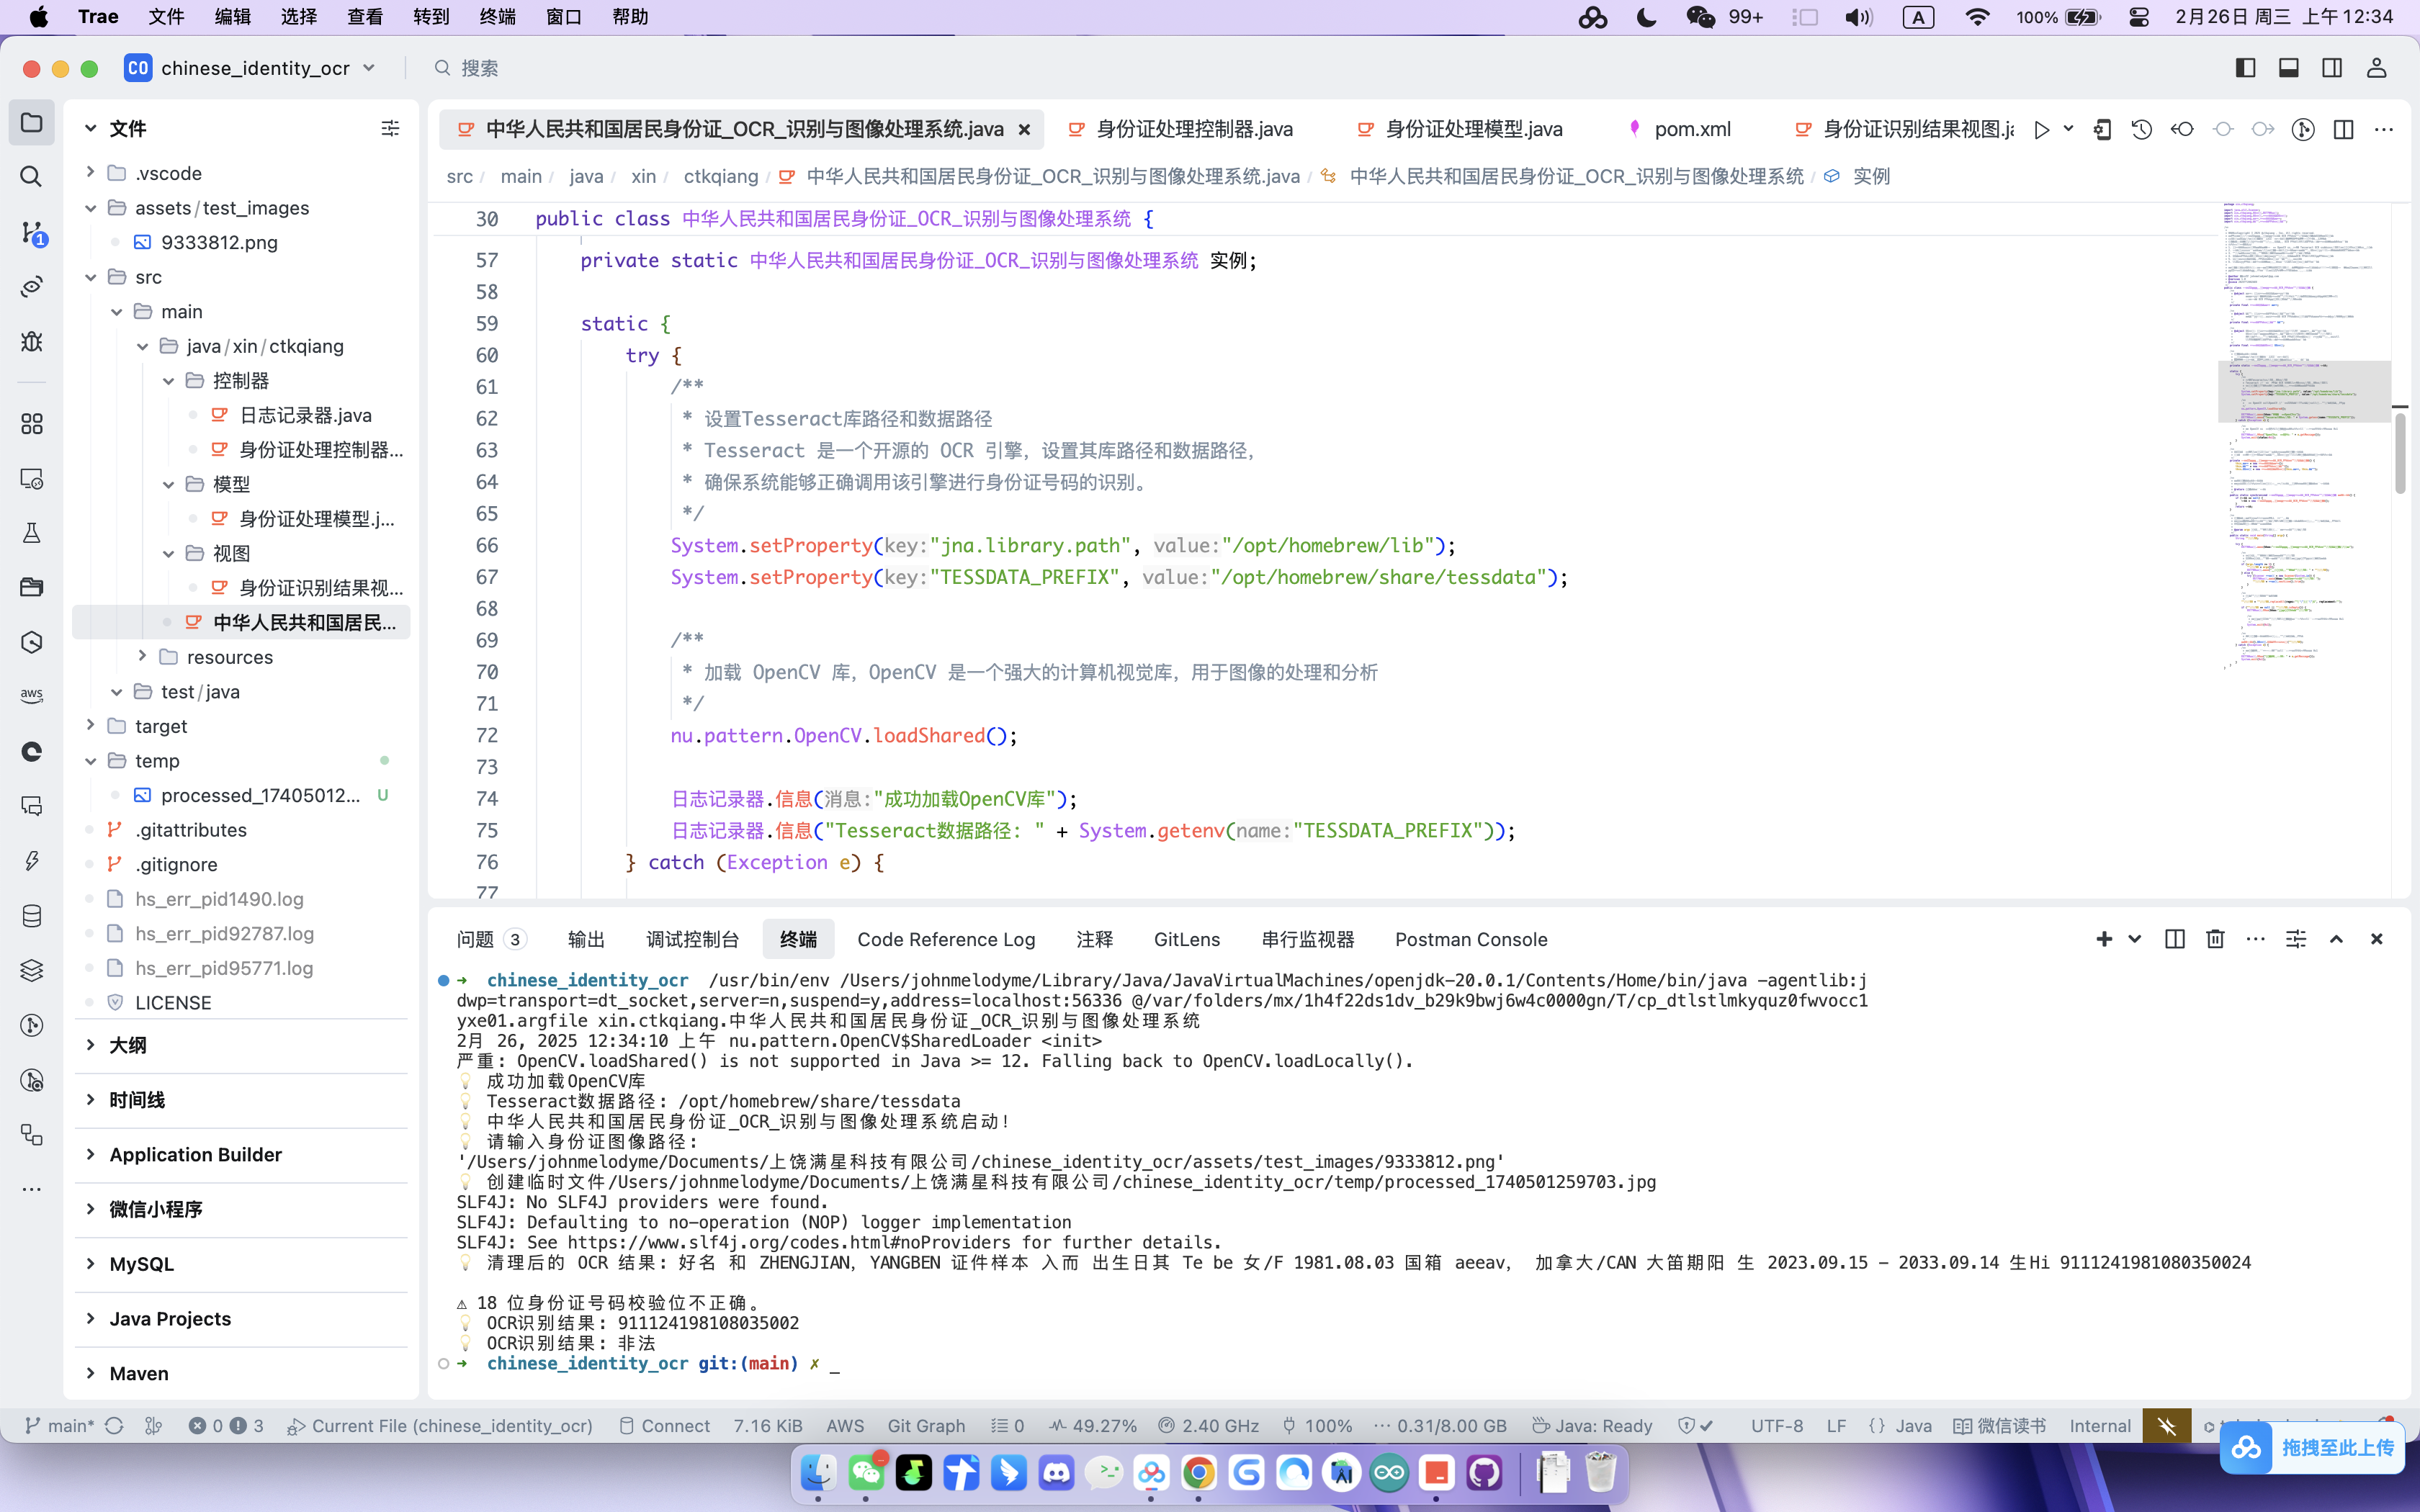 Trae 文件 编辑 选择 查看 转到 终端 窗口 帮助 99+ A 100% 2月26日 周三 上午12:34
CO chinese_identity_ocr 搜索
文件
.vscode
assets/test_images
9333812.png
src
main
java/xin/ctkqiang
控制器
日志记录器.java
身份证处理控制器...
模型
身份证处理模型.j...
视图
身份证识别结果视...
中华人民共和国居民...
resources
test/java
target
temp
processed_17405012... U
.gitattributes
.gitignore
hs_err_pid1490.log
hs_err_pid92787.log
hs_err_pid95771.log
LICENSE
大纲
时间线
Application Builder
微信小程序
MySQL
Java Projects
Maven
1
aws
中华人民共和国居民身份证_OCR_识别与图像处理系统.java 身份证处理控制器.java 身份证处理模型.java pom.xml 身份证识别结果视图.ja
src / main / java / xin / ctkqiang / 中华人民共和国居民身份证_OCR_识别与图像处理系统.java / 中华人民共和国居民身份证_OCR_识别与图像处理系统 / 实例
30 public class 中华人民共和国居民身份证_OCR_识别与图像处理系统 {
57 private static 中华人民共和国居民身份证_OCR_识别与图像处理系统 实例;
58
59 static {
60 try {
61 /**
62 * 设置Tesseract库路径和数据路径
63 * Tesseract 是一个开源的 OCR 引擎，设置其库路径和数据路径，
64 * 确保系统能够正确调用该引擎进行身份证号码的识别。
65 */
66 System.setProperty(key:"jna.library.path", value:"/opt/homebrew/lib");
67 System.setProperty(key:"TESSDATA_PREFIX", value:"/opt/homebrew/share/tessdata");
68
69 /**
70 * 加载 OpenCV 库，OpenCV 是一个强大的计算机视觉库，用于图像的处理和分析
71 */
72 nu.pattern.OpenCV.loadShared();
73
74 日志记录器.信息(消息:"成功加载OpenCV库");
75 日志记录器.信息("Tesseract数据路径: " + System.getenv(name:"TESSDATA_PREFIX"));
76 } catch (Exception e) {
77
问题 3 输出 调试控制台 终端 Code Reference Log 注释 GitLens 串行监视器 Postman Console
chinese_identity_ocr /usr/bin/env /Users/johnmelodyme/Library/Java/JavaVirtualMachines/openjdk-20.0.1/Contents/Home/bin/java -agentlib:j
dwp=transport=dt_socket,server=n,suspend=y,address=localhost:56336 @/var/folders/mx/1h4f22ds1dv_b29k9bwj6w4c0000gn/T/cp_dtlstlmkyquz0fwvocc1
yxe01.argfile xin.ctkqiang.中华人民共和国居民身份证_OCR_识别与图像处理系统
2月 26, 2025 12:34:10 上午 nu.pattern.OpenCV$SharedLoader <init>
严重: OpenCV.loadShared() is not supported in Java >= 12. Falling back to OpenCV.loadLocally().
成功加载OpenCV库
Tesseract数据路径: /opt/homebrew/share/tessdata
中华人民共和国居民身份证_OCR_识别与图像处理系统启动！
请输入身份证图像路径:
'/Users/johnmelodyme/Documents/上饶满星科技有限公司/chinese_identity_ocr/assets/test_images/9333812.png'
创建临时文件/Users/johnmelodyme/Documents/上饶满星科技有限公司/chinese_identity_ocr/temp/processed_1740501259703.jpg
SLF4J: No SLF4J providers were found.
SLF4J: Defaulting to no-operation (NOP) logger implementation
SLF4J: See https://www.slf4j.org/codes.html#noProviders for further details.
清理后的 OCR 结果: 好名 和 ZHENGJIAN, YANGBEN 证件样本 入而 出生日其 Te be 女/F 1981.08.03 国箱 aeeav, 加拿大/CAN 大笛期阳 生 2023.09.15 - 2033.09.14 生Hi 9111241981080350024
⚠ 18 位身份证号码校验位不正确。
OCR识别结果: 911124198108035002
OCR识别结果: 非法
chinese_identity_ocr git:(main) ✗ _
main* 0 3 Current File (chinese_identity_ocr) Connect 7.16 KiB AWS Git Graph 0 49.27% 2.40 GHz 100% 0.31/8.00 GB Java: Ready UTF-8 LF {} Java 微信读书 Internal
拖拽至此上传